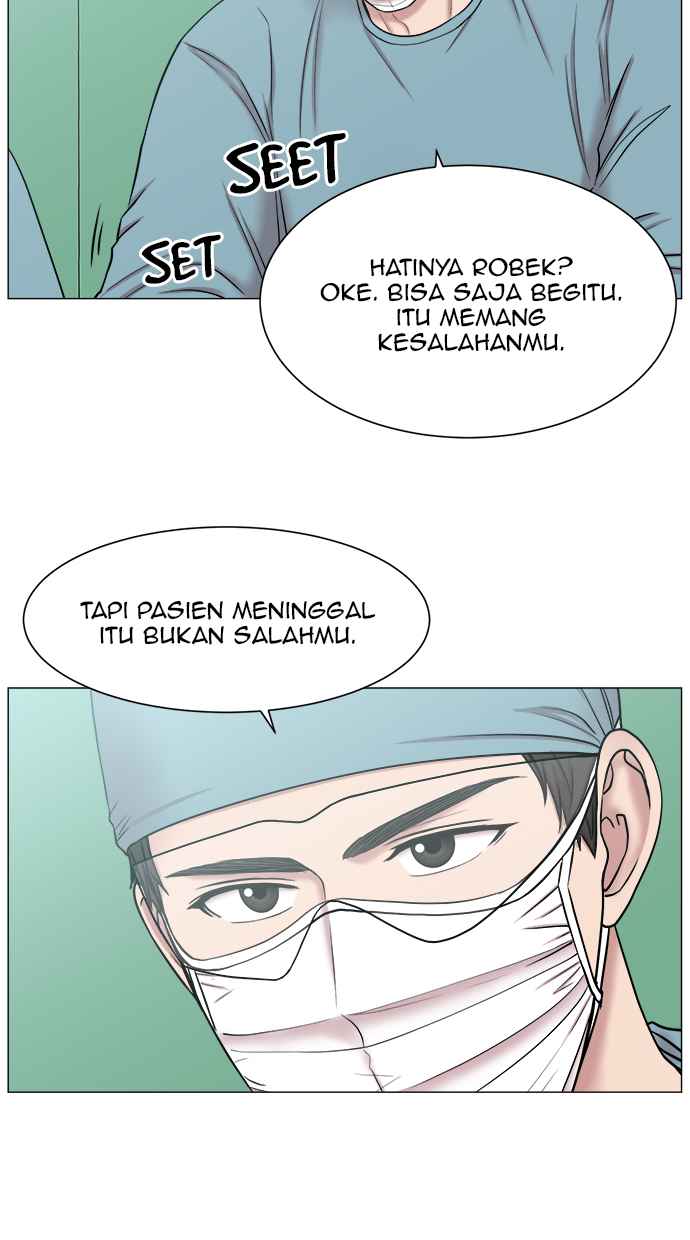 SEET
SET
HATINYA ROBEK?
OKE. BISA SAJA BEGITU.
ITU MEMANG
KESALAHANMU.
TAPI PASIEN MENINGGAL
ITU BUKAN SALAHMU.